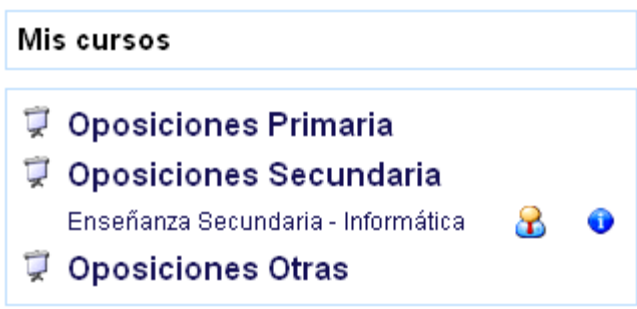 Mis cursos
Oposiciones Primaria
Oposiciones Secundaria
Enseñanza Secundaria - Informática
Oposiciones Otras